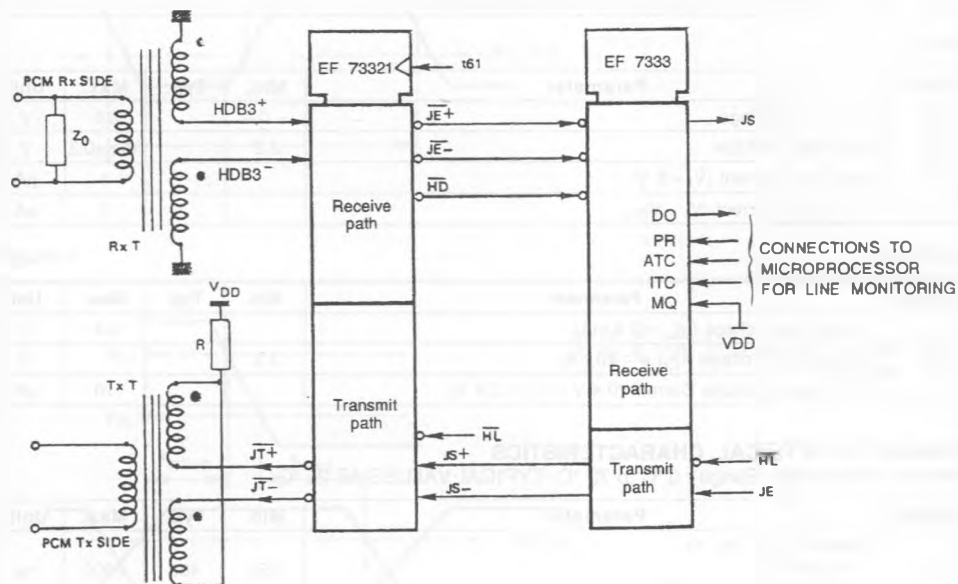 EF 73321
EF 7333
t61
PCM Rx SIDE
Z0
HDB3+
HDB3-
Rx T
JE+
JE-
HD
JS
Receive path
DO
PR
ATC
ITC
MQ
CONNECTIONS TO
MICROPROCESSOR
FOR LINE MONITORING
VDD
VDD
R
Receive path
Tx T
Transmit path
HL
JT+
JS+
JT-
JS-
Transmit path
HL
JE
PCM Tx SIDE